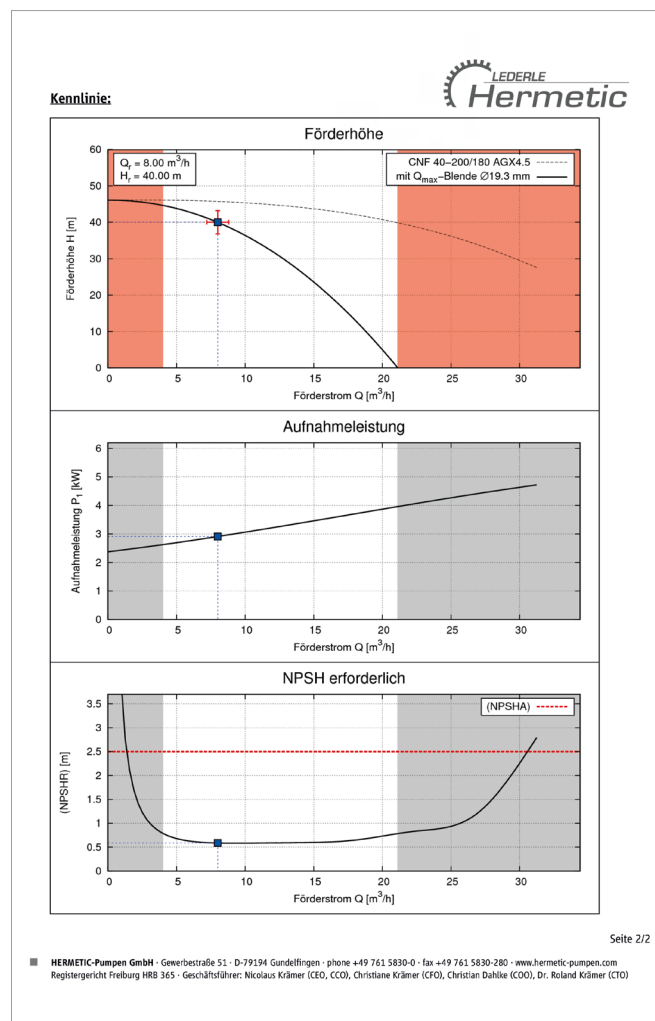 LEDERLE
Hermetic
Kennlinie:
Förderhöhe
Qr = 8.00 m³/h
Hr = 40.00 m
CNF 40-200/180 AGX4.5
mit Qmax-Blende Ø19.3 mm
Förderhöhe H [m]
60
50
40
30
20
10
0
0 5 10 15 20 25 30
Förderstrom Q [m³/h]
Aufnahmeleistung
Aufnahmeleistung P1 [kW]
6
5
4
3
2
1
0
0 5 10 15 20 25 30
Förderstrom Q [m³/h]
NPSH erforderlich
(NPSHA)
(NPSHR) [m]
3.5
3
2.5
2
1.5
1
0.5
0
0 5 10 15 20 25 30
Förderstrom Q [m³/h]
Seite 2/2
HERMETIC-Pumpen GmbH · Gewerbestraße 51 · D-79194 Gundelfingen · phone +49 761 5830-0 · fax +49 761 5830-280 · www.hermetic-pumpen.com
Registergericht Freiburg HRB 365 · Geschäftsführer: Nicolaus Krämer (CEO, CCO), Christiane Krämer (CFO), Christian Dahlke (COO), Dr. Roland Krämer (CTO)